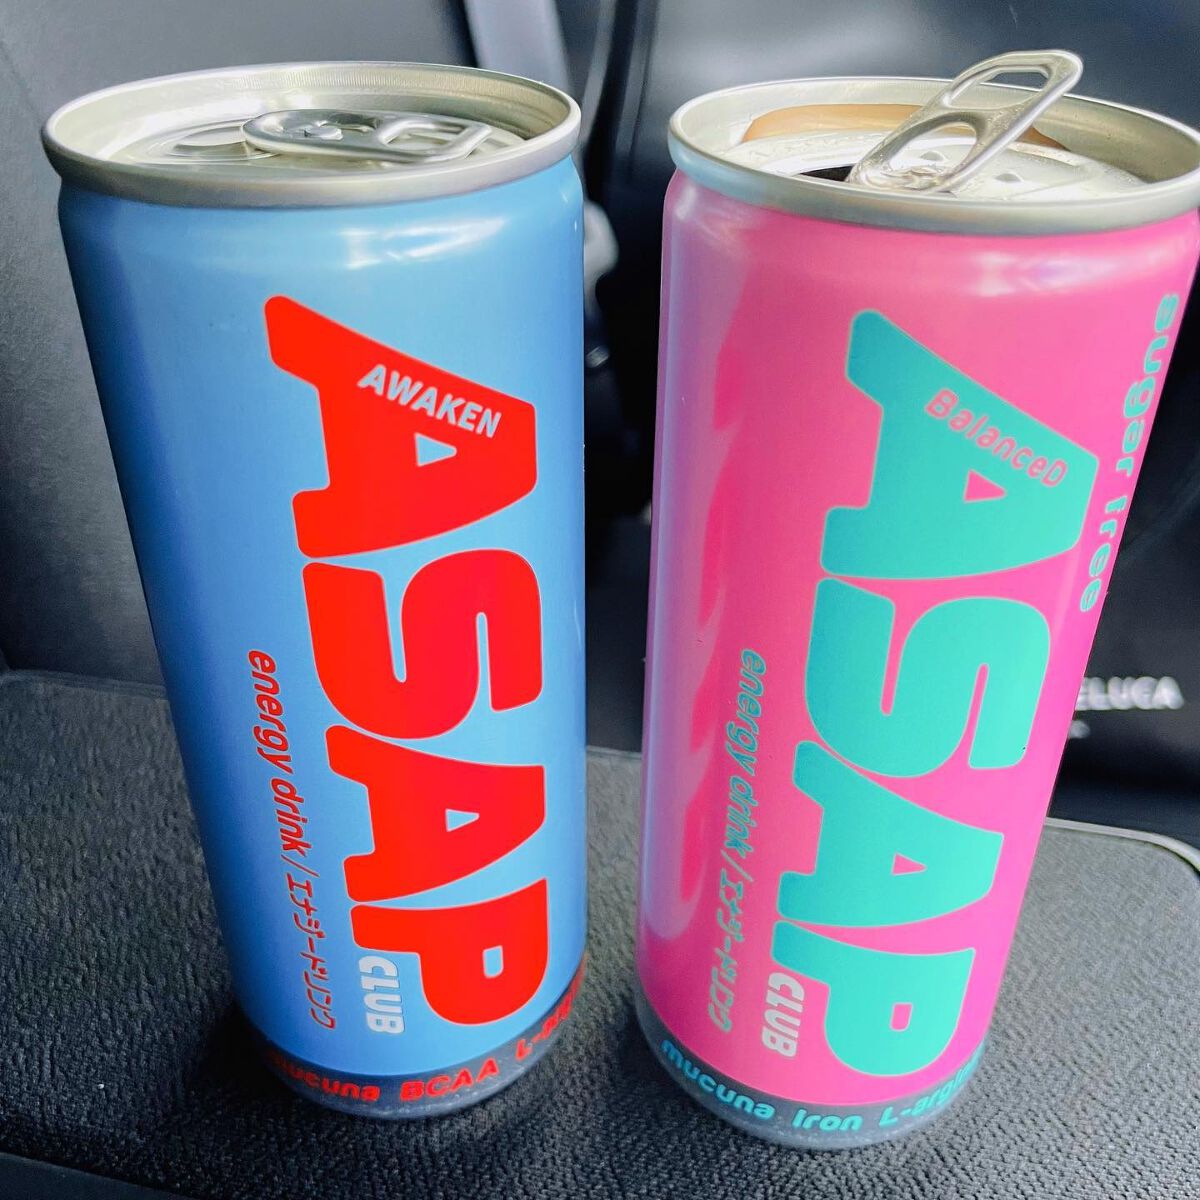 AWAKEN
ASAP
CLUB
energy drink / エナジードリンク
mucuna BCAA
BalanceD
ASAP
CLUB
sugar free
energy drink / エナジードリンク
mucuna Iron